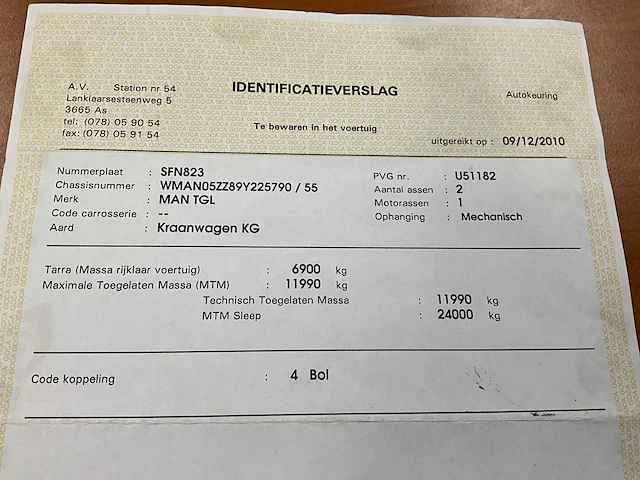 IDENTIFICATIEVERSLAG
A.V. Station nr 54
Lanklaarsesteenweg 5
3665 As
tel: (078) 05 90 54
fax: (078) 05 91 54
Autokeuring
Te bewaren in het voertuig
uitgereikt op : 09/12/2010
Nummerplaat : SFN823
Chassisnummer : WMAN05ZZ89Y225790 / 55
Merk : MAN TGL
Code carrosserie : --
Aard : Kraanwagen KG
PVG nr. : U51182
Aantal assen : 2
Motorassen : 1
Ophanging : Mechanisch
Tarra (Massa rijklaar voertuig) : 6900 kg
Maximale Toegelaten Massa (MTM) : 11990 kg
Technisch Toegelaten Massa : 11990 kg
MTM Sleep : 24000 kg
Code koppeling : 4 Bol